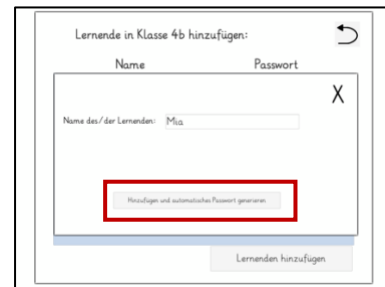 Lernende in Klasse 4b hinzufügen:
Name Passwort
X
Name des/der Lernenden: Mia
Hinzufügen und automatisches Passwort generieren
Lernenden hinzufügen